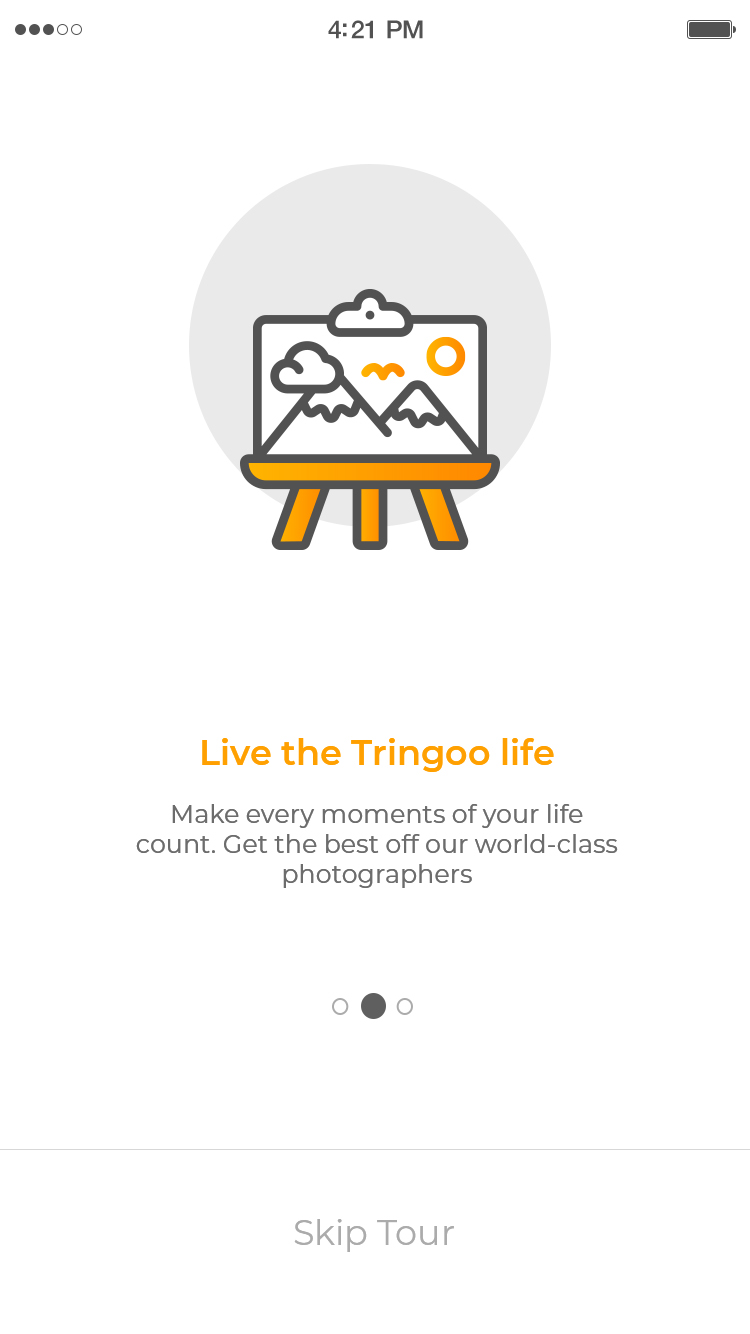 4:21 PM
Live the Tringoo life
Make every moments of your life
count. Get the best off our world-class
photographers
Skip Tour